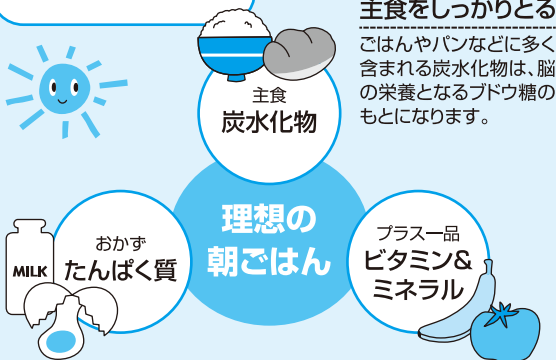 主食をしっかりとる
ごはんやパンなどに多く
含まれる炭水化物は、脳
の栄養となるブドウ糖の
もとになります。
主食
炭水化物
理想の
朝ごはん
おかず
たんぱく質
MILK
プラス一品
ビタミン&
ミネラル